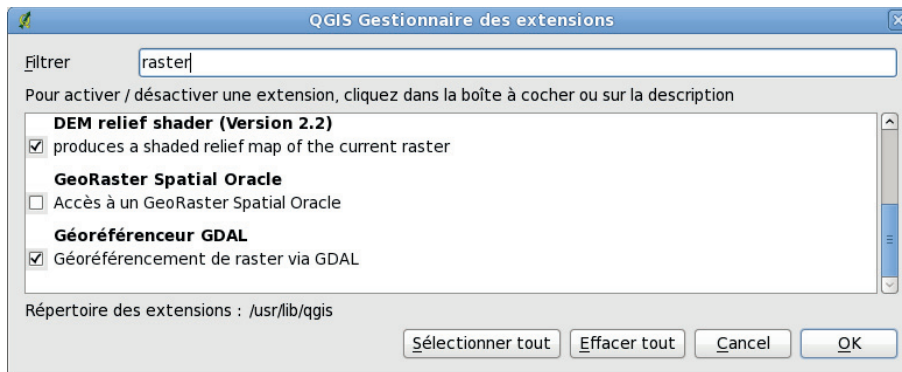 QGIS Gestionnaire des extensions
Filtrer raster
Pour activer / désactiver une extension, cliquez dans la boîte à cocher ou sur la description
DEM relief shader (Version 2.2)
produces a shaded relief map of the current raster
GeoRaster Spatial Oracle
Accès à un GeoRaster Spatial Oracle
Géoréférenceur GDAL
Géoréférencement de raster via GDAL
Répertoire des extensions : /usr/lib/qgis
Sélectionner tout Effacer tout Cancel OK